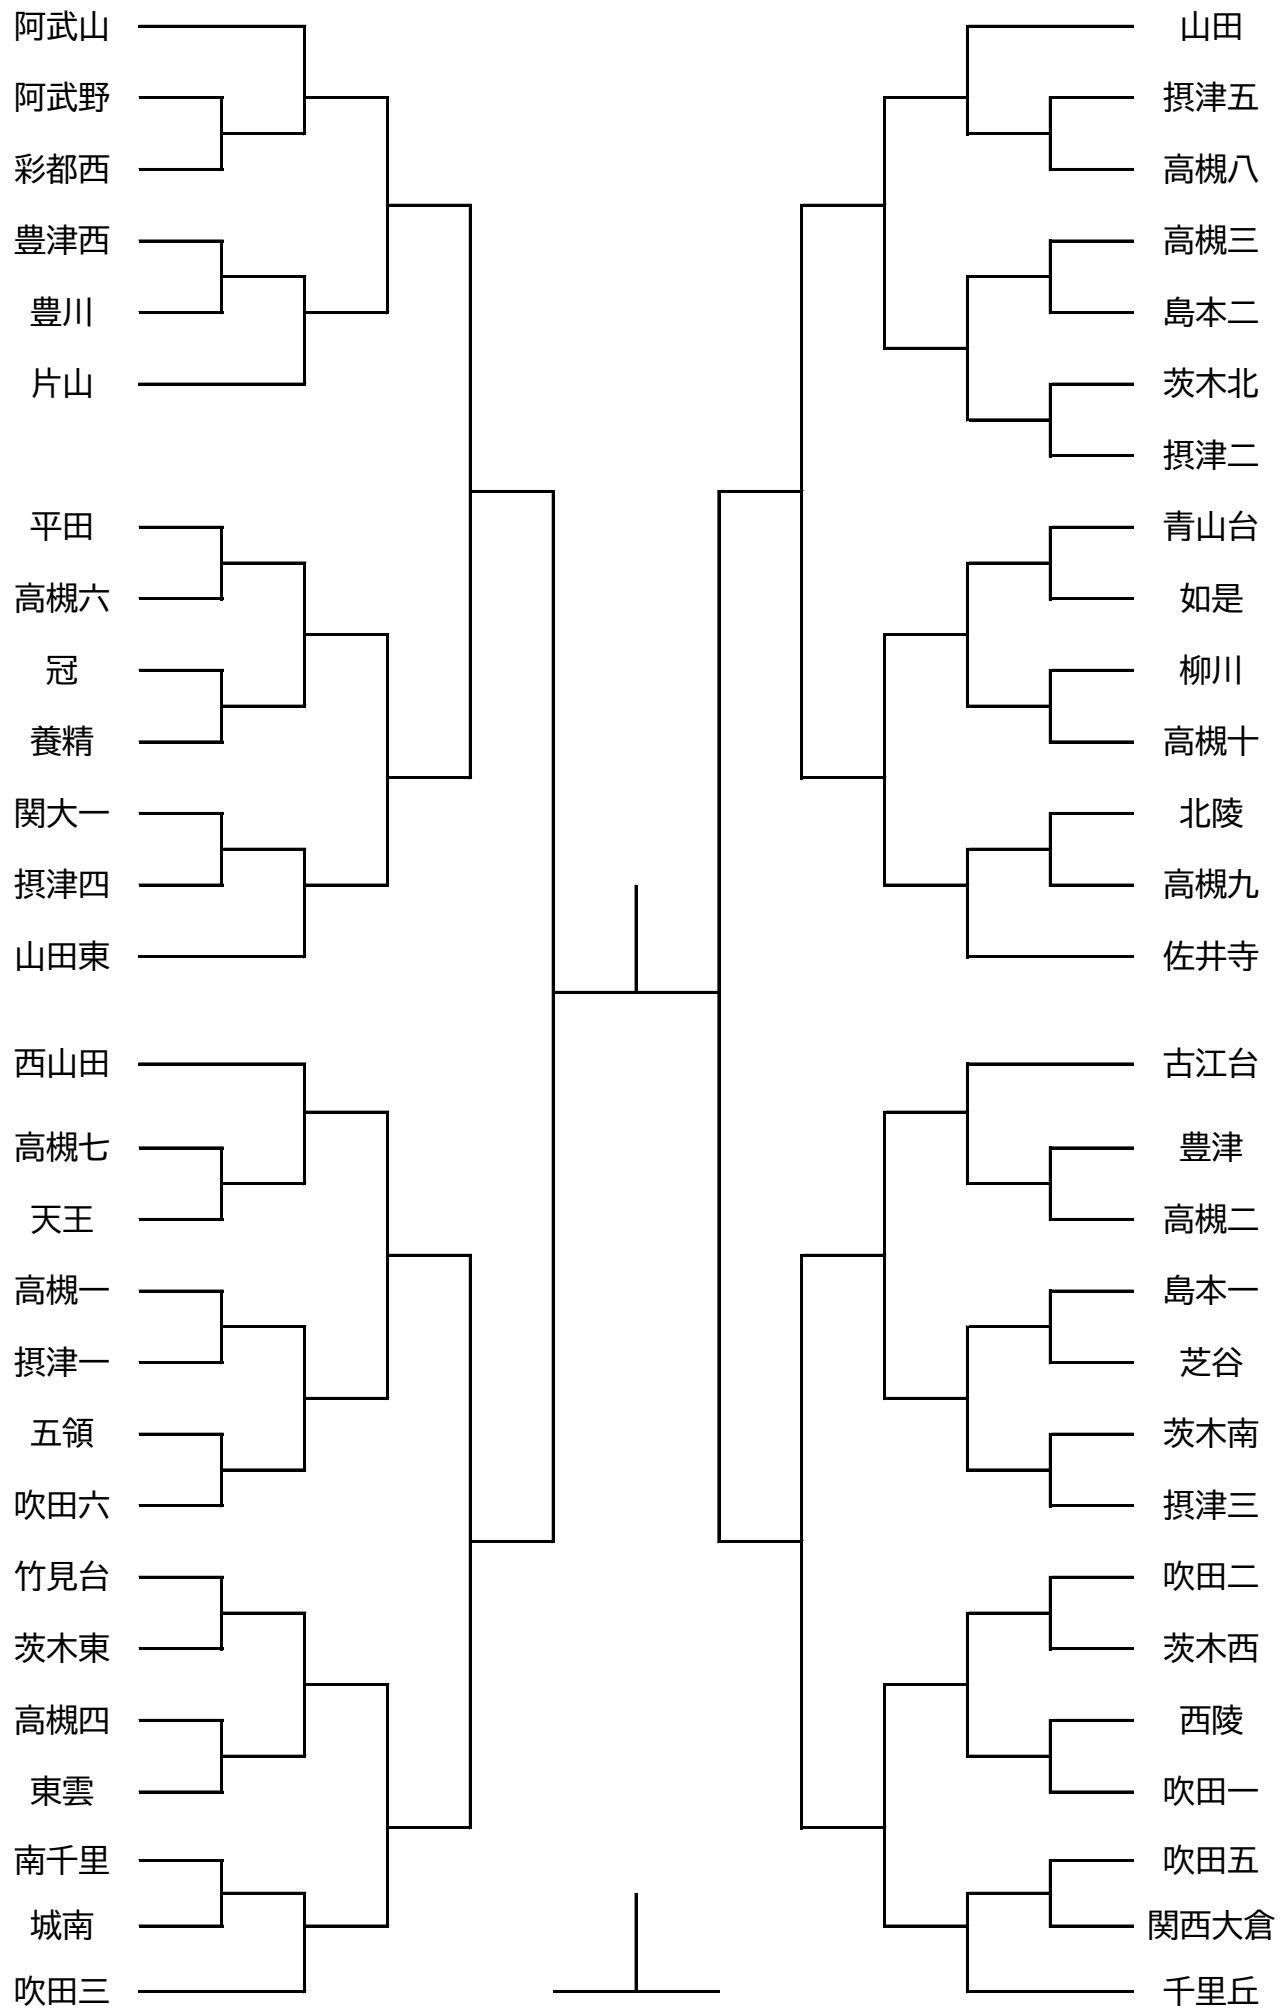 阿武山
阿武野
彩都西
豊津西
豊川
片山
平田
高槻六
冠
養精
関大一
摂津四
山田東
西山田
高槻七
天王
高槻一
摂津一
五領
吹田六
竹見台
茨木東
高槻四
東雲
南千里
城南
吹田三
山田
摂津五
高槻八
高槻三
島本二
茨木北
摂津二
青山台
如是
柳川
高槻十
北陵
高槻九
佐井寺
古江台
豊津
高槻二
島本一
芝谷
茨木南
摂津三
吹田二
茨木西
西陵
吹田一
吹田五
関西大倉
千里丘